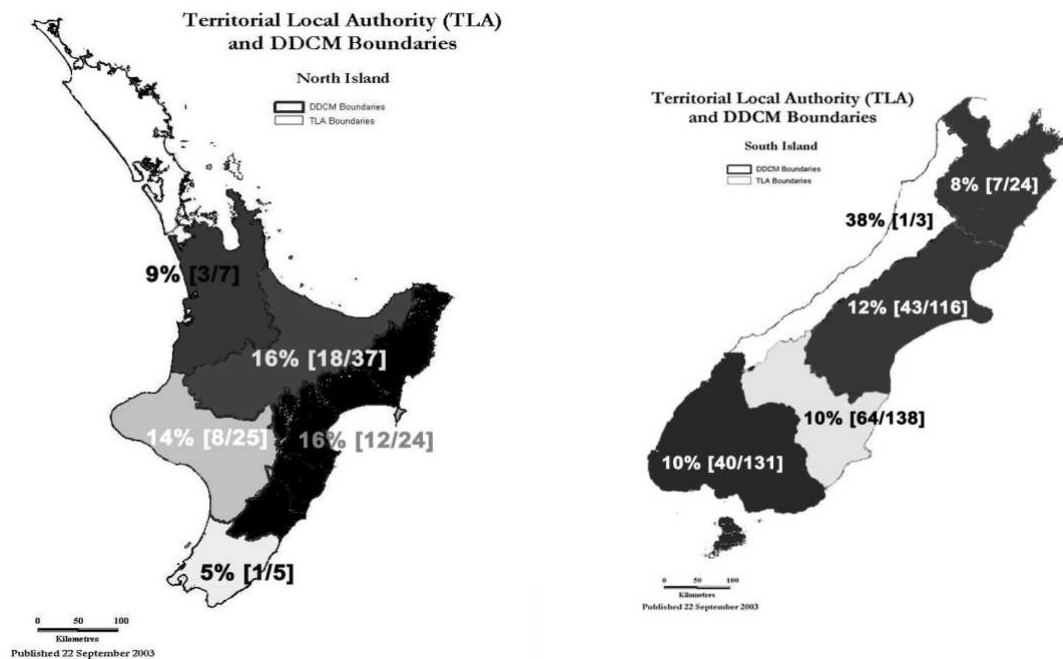 Territorial Local Authority (TLA)
and DDCM Boundaries
North Island
DDCM Boundaries
TLA Boundaries
9% [3/7]
16% [18/37]
14% [8/25]
16% [12/24]
5% [1/5]
0 50 100
Kilometres
Published 22 September 2003
Territorial Local Authority (TLA)
and DDCM Boundaries
South Island
DDCM Boundaries
TLA Boundaries
8% [7/24]
38% [1/3]
12% [43/116]
10% [64/138]
10% [40/131]
0 50 100
Kilometres
Published 22 September 2003